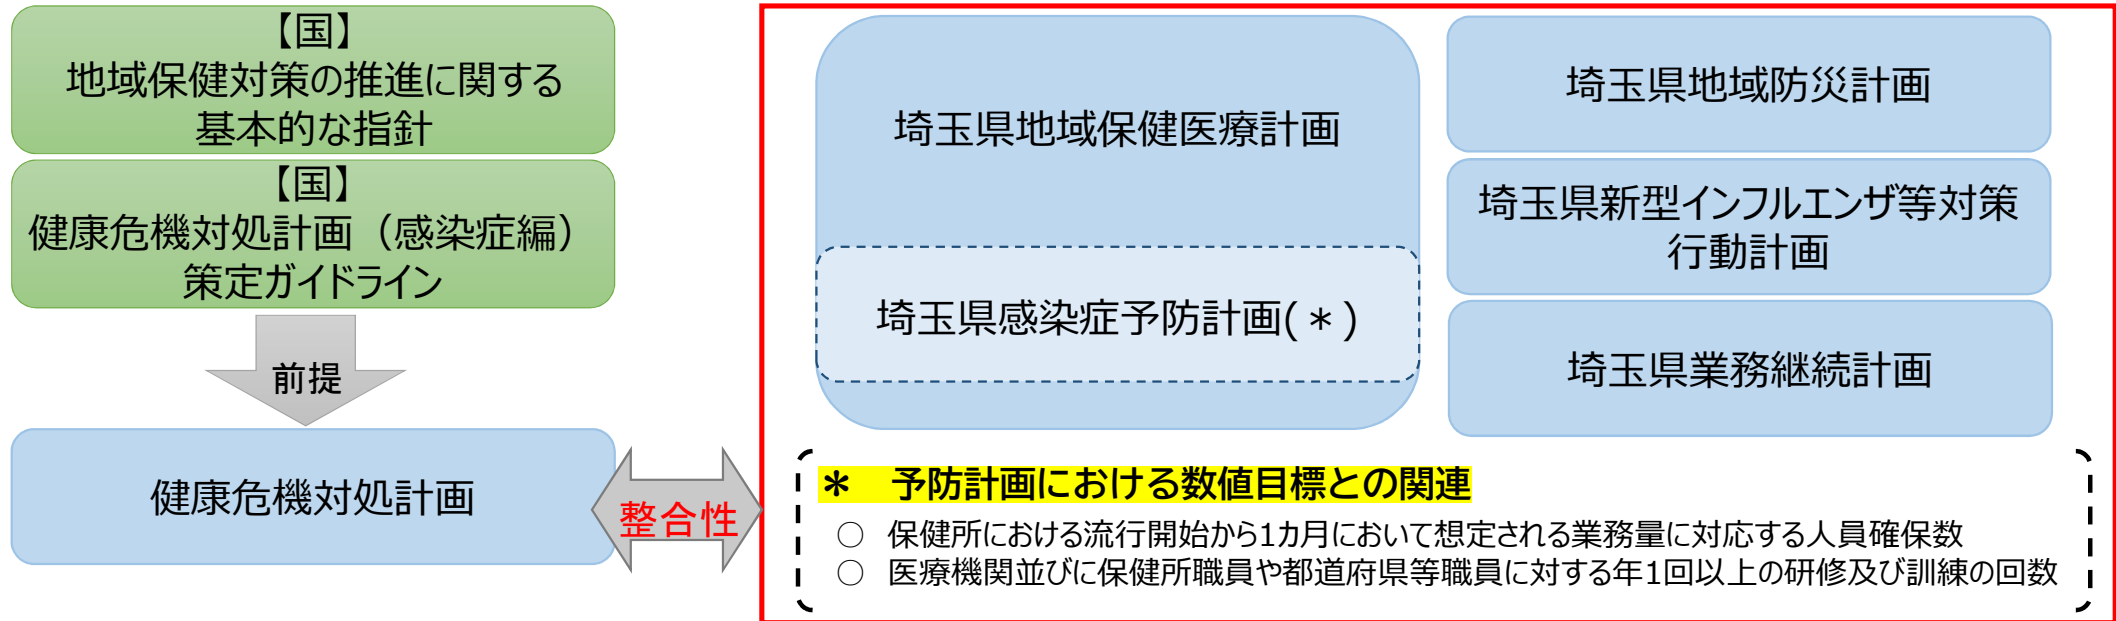 【国】
地域保健対策の推進に関する
基本的な指針
【国】
健康危機対処計画（感染症編）
策定ガイドライン
前提
健康危機対処計画
整合性
埼玉県地域保健医療計画
埼玉県感染症予防計画(＊)
埼玉県地域防災計画
埼玉県新型インフルエンザ等対策
行動計画
埼玉県業務継続計画
＊　予防計画における数値目標との関連
○　保健所における流行開始から1カ月において想定される業務量に対応する人員確保数
○　医療機関並びに保健所職員や都道府県等職員に対する年1回以上の研修及び訓練の回数